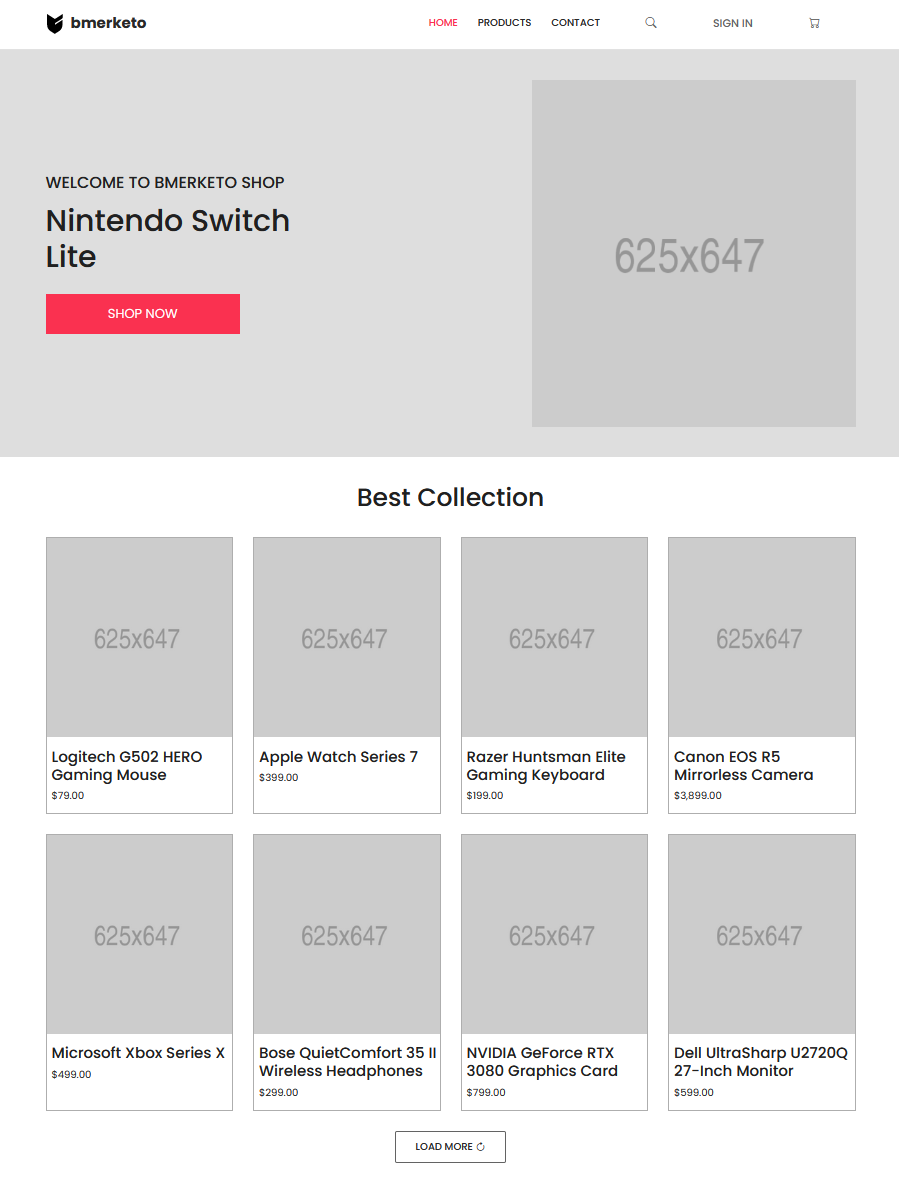 bmerketo
HOME PRODUCTS CONTACT SIGN IN
WELCOME TO BMERKETO SHOP
Nintendo Switch
Lite
SHOP NOW
625x647
Best Collection
625x647 625x647 625x647 625x647
Logitech G502 HERO
Gaming Mouse
$79.00
Apple Watch Series 7
$399.00
Razer Huntsman Elite
Gaming Keyboard
$199.00
Canon EOS R5
Mirrorless Camera
$3,899.00
625x647 625x647 625x647 625x647
Microsoft Xbox Series X
$499.00
Bose QuietComfort 35 II
Wireless Headphones
$299.00
NVIDIA GeForce RTX
3080 Graphics Card
$799.00
Dell UltraSharp U2720Q
27-Inch Monitor
$599.00
LOAD MORE